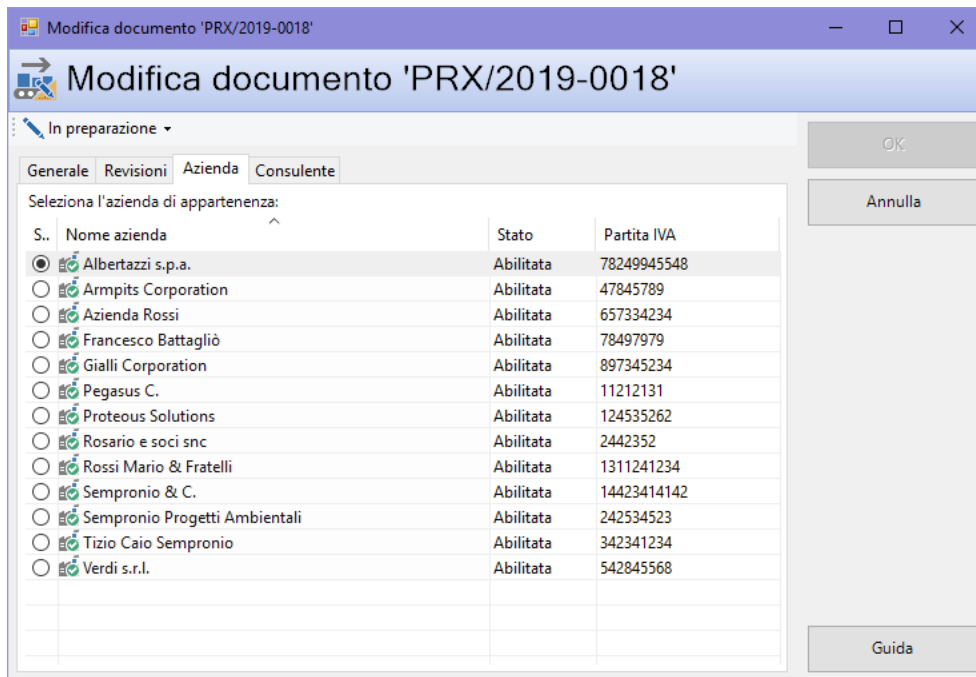 Modifica documento 'PRX/2019-0018'
Modifica documento 'PRX/2019-0018'
In preparazione
OK
Generale Revisioni Azienda Consulente
Annulla
Seleziona l'azienda di appartenenza:
S.. Nome azienda Stato Partita IVA
Albertazzi s.p.a. Abilitata 78249945548
Armpits Corporation Abilitata 47845789
Azienda Rossi Abilitata 657334234
Francesco Battagliò Abilitata 78497979
Gialli Corporation Abilitata 897345234
Pegasus C. Abilitata 11212131
Proteous Solutions Abilitata 124535262
Rosario e soci snc Abilitata 2442352
Rossi Mario & Fratelli Abilitata 1311241234
Sempronio & C. Abilitata 14423414142
Sempronio Progetti Ambientali Abilitata 242534523
Tizio Caio Sempronio Abilitata 342341234
Verdi s.r.l. Abilitata 542845568
Guida